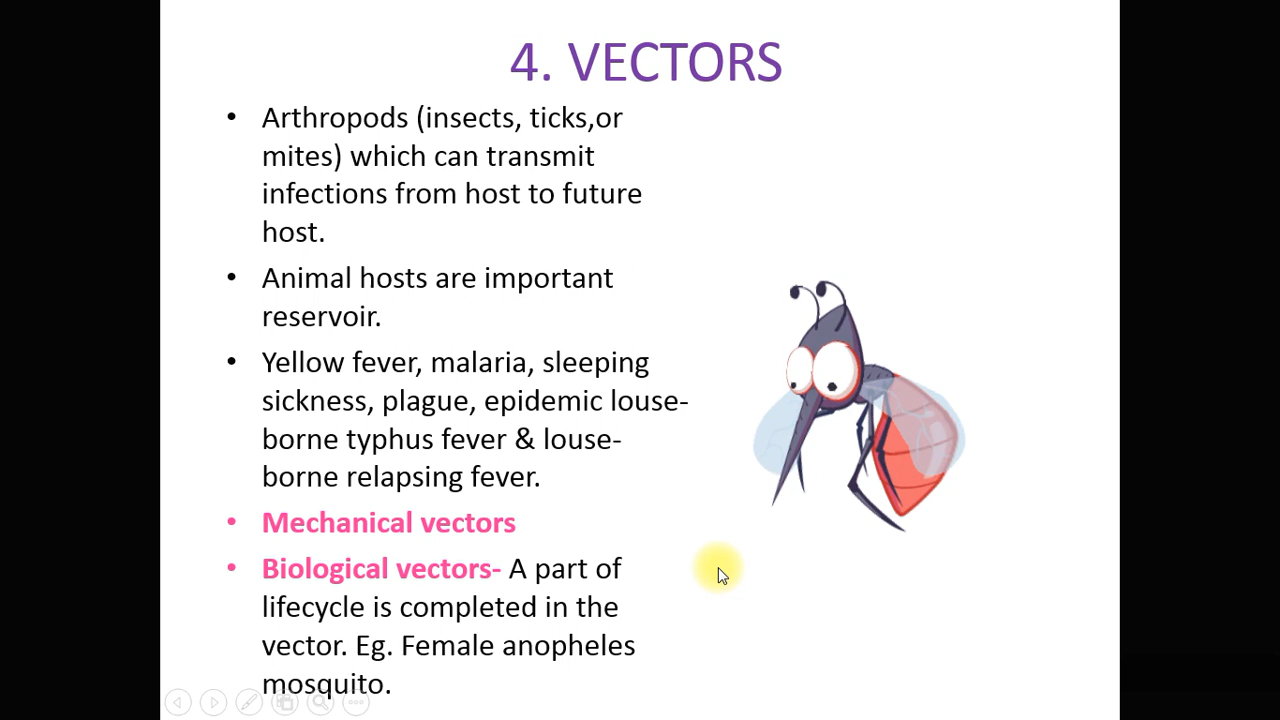 4. VECTORS
• Arthropods (insects, ticks,or
mites) which can transmit
infections from host to future
host.
• Animal hosts are important
reservoir.
• Yellow fever, malaria, sleeping
sickness, plague, epidemic louse-
borne typhus fever & louse-
borne relapsing fever.
• Mechanical vectors
• Biological vectors- A part of
lifecycle is completed in the
vector. Eg. Female anopheles
mosquito.